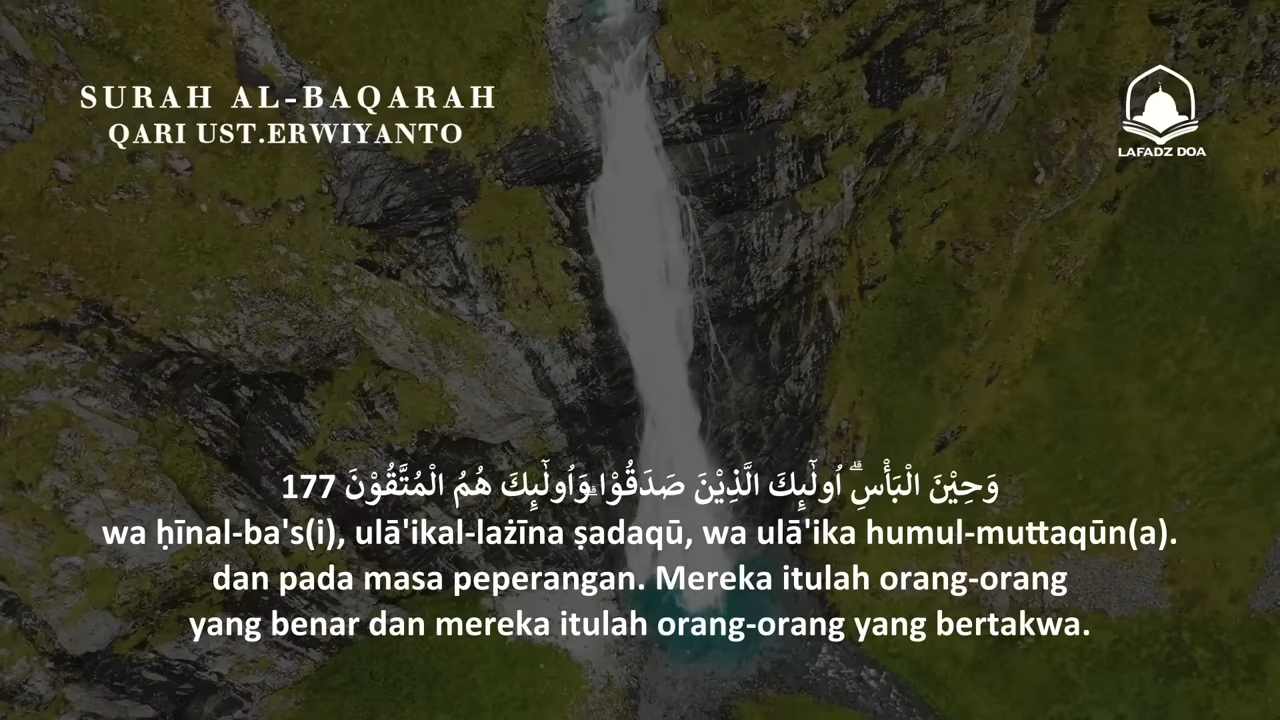 SURAH AL-BAQARAH
QARI UST.ERWIYANTO
LAFADZ DOA
وَحِيْنَ الْبَأْسِۗ اُولٰۤىِٕكَ الَّذِيْنَ صَدَقُوْاۗ وَاُولٰۤىِٕكَ هُمُ الْمُتَّقُوْنَ 177
wa ḥīnal-ba's(i), ulā'ikal-lażīna ṣadaqū, wa ulā'ika humul-muttaqūn(a).
dan pada masa peperangan. Mereka itulah orang-orang
yang benar dan mereka itulah orang-orang yang bertakwa.